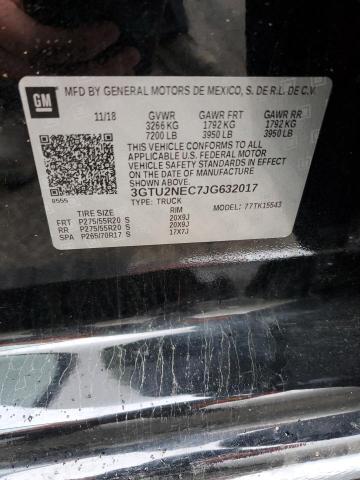 GM
MFD BY GENERAL MOTORS DE MEXICO, S. DE R.L. DE C.V.
11/18 GVWR GAWR FRT GAWR RR
3266 KG 1792 KG 1792 KG
7200 LB 3950 LB 3950 LB
THIS VEHICLE CONFORMS TO ALL
APPLICABLE U.S. FEDERAL MOTOR
VEHICLE SAFETY STANDARDS IN EFFECT
ON THE DATE OF MANUFACTURE
SHOWN ABOVE.
3GTU2NEC7JG632017
TYPE: TRUCK 77TK15543
0555
TIRE SIZE RIM
FRT P275/55R20 S 20X9J
RR P275/55R20 S 20X9J
SPA P265/70R17 S 17X7J